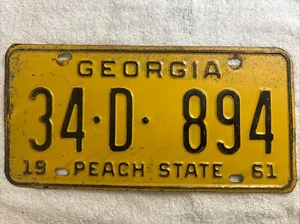 GEORGIA
34·D· 894
19 PEACH STATE 61